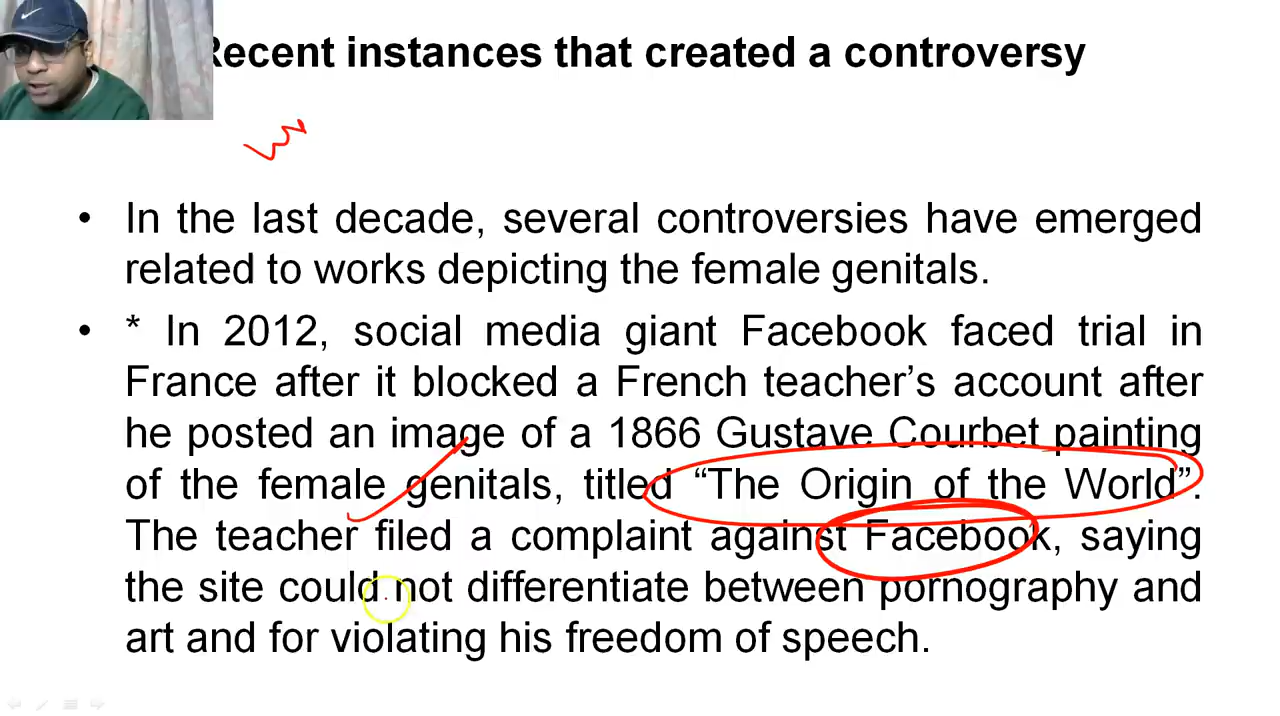 Recent instances that created a controversy
• In the last decade, several controversies have emerged
related to works depicting the female genitals.
• * In 2012, social media giant Facebook faced trial in
France after it blocked a French teacher’s account after
he posted an image of a 1866 Gustave Courbet painting
of the female genitals, titled “The Origin of the World”.
The teacher filed a complaint against Facebook, saying
the site could not differentiate between pornography and
art and for violating his freedom of speech.